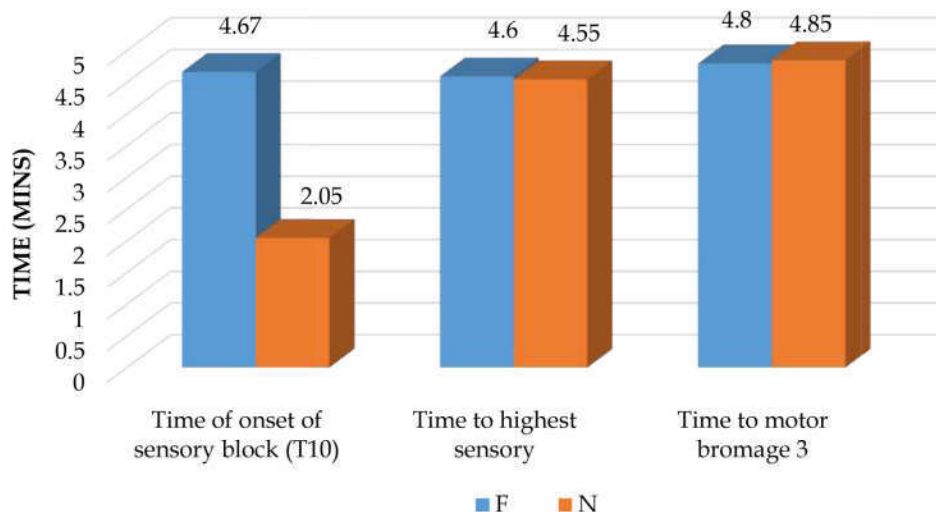 4.67
2.05
4.6
4.55
4.8
4.85
5
4.5
4
3.5
3
2.5
2
1.5
1
0.5
0
TIME (MINS)
Time of onset of
sensory block (T10)
Time to highest
sensory
Time to motor
bromage 3
F
N